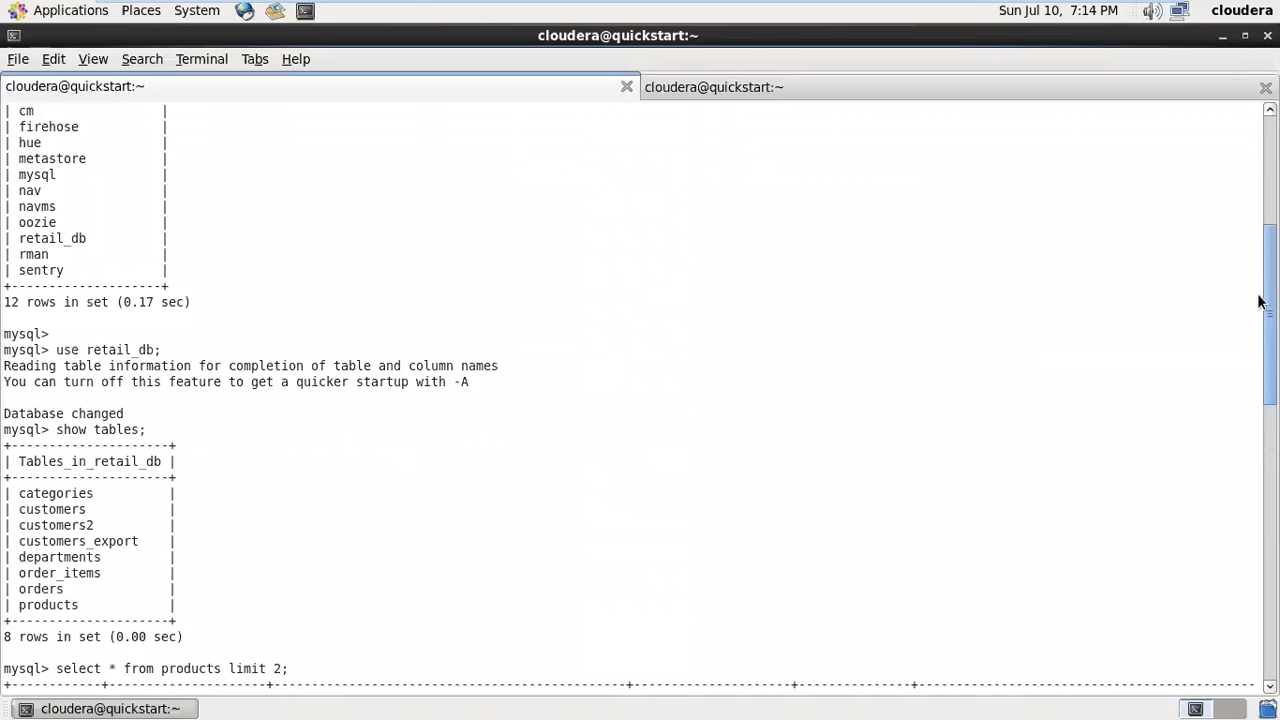 Applications Places System Sun Jul 10, 7:14 PM cloudera
cloudera@quickstart:~
File Edit View Search Terminal Tabs Help
cloudera@quickstart:~ cloudera@quickstart:~
| cm |
| firehose |
| hue |
| metastore |
| mysql |
| nav |
| navms |
| oozie |
| retail_db |
| rman |
| sentry |
+--------------------+
12 rows in set (0.17 sec)
mysql>
mysql> use retail_db;
Reading table information for completion of table and column names
You can turn off this feature to get a quicker startup with -A
Database changed
mysql> show tables;
+---------------------+
| Tables_in_retail_db |
+---------------------+
| categories |
| customers |
| customers2 |
| customers_export |
| departments |
| order_items |
| orders |
| products |
+---------------------+
8 rows in set (0.00 sec)
mysql> select * from products limit 2;
+------------+---------------------+-----------------------------------------------+---------------------+---------------+---------------------------------------------
cloudera@quickstart:~